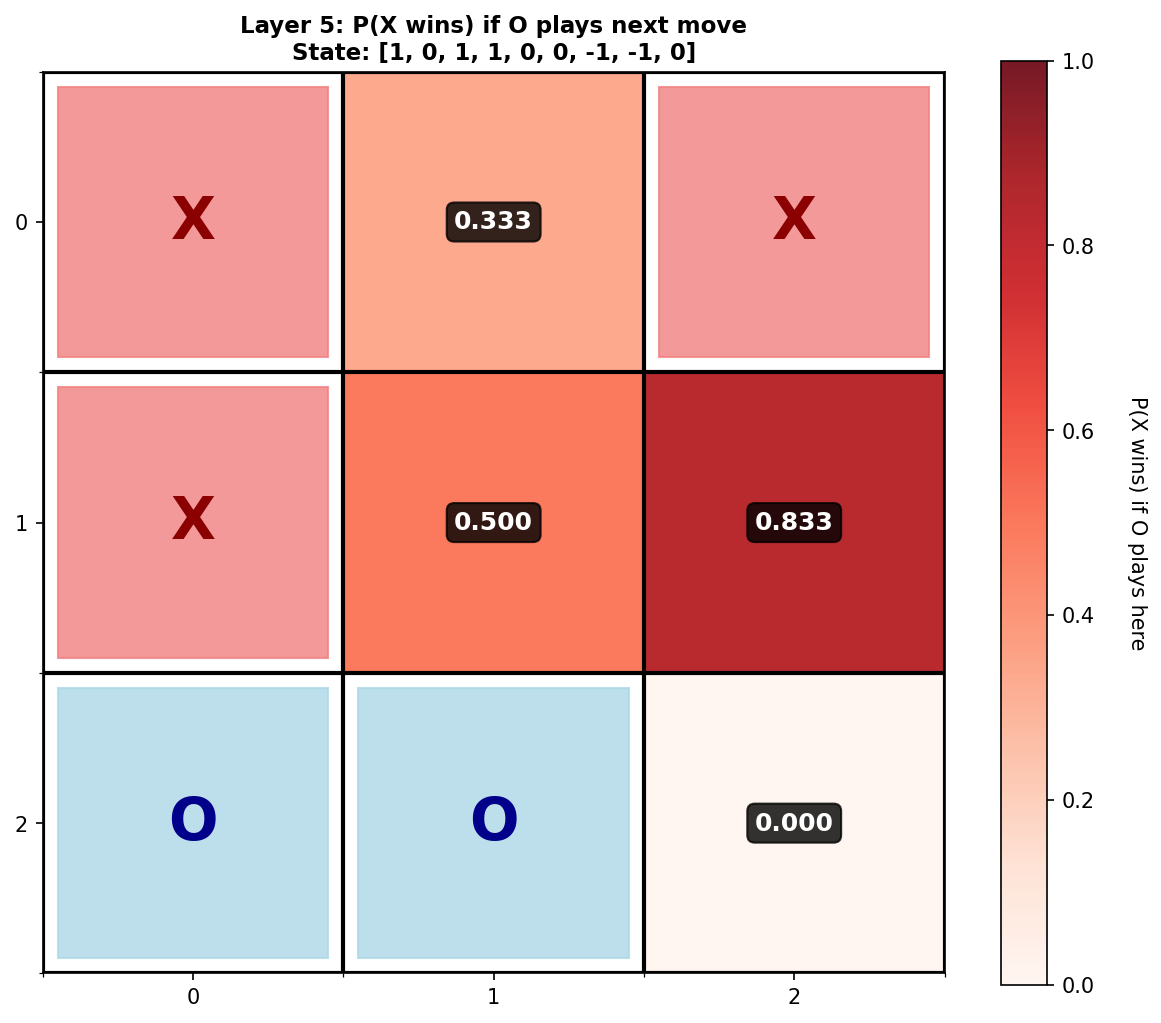 Layer 5: P(X wins) if O plays next move
State: [1, 0, 1, 1, 0, 0, -1, -1, 0]
X
0.333
X
X
0.500
0.833
O
O
0.000
0
1
2
0
1
2
1.0
0.8
0.6
0.4
0.2
0.0
P(X wins) if O plays here